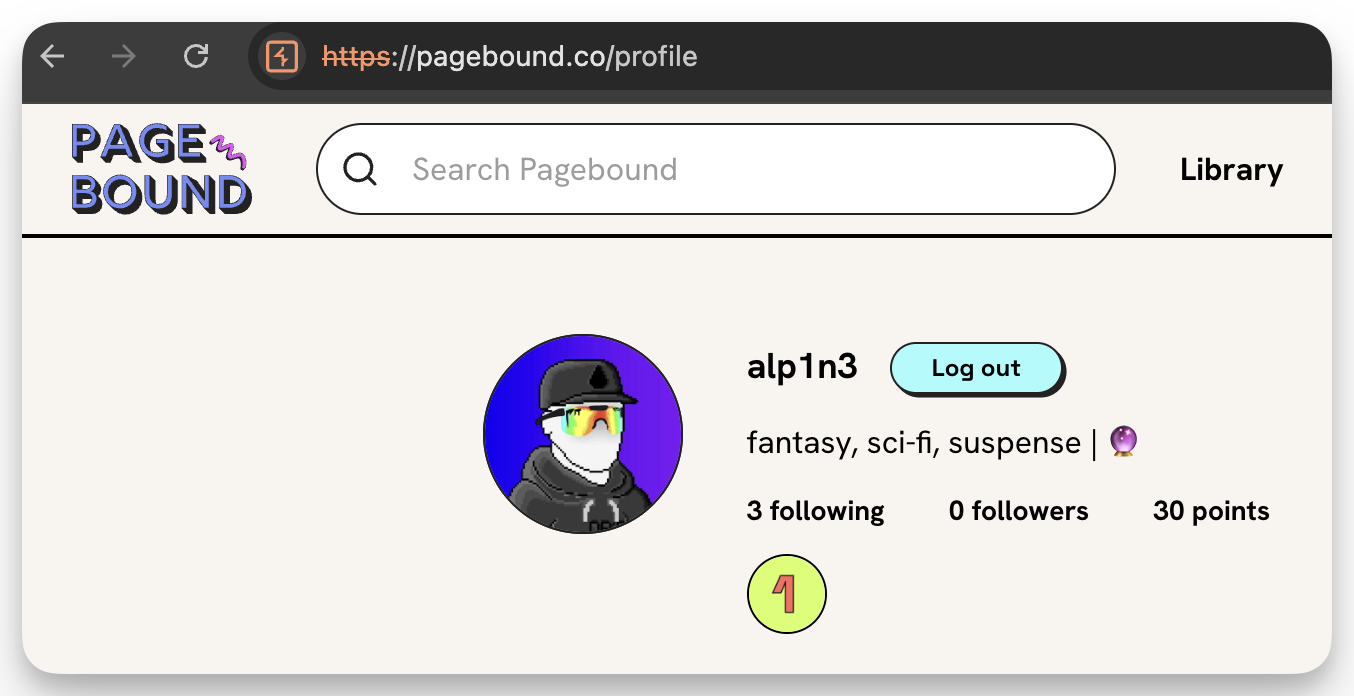 https://pagebound.co/profile
PAGE
BOUND
Search Pagebound
Library
alp1n3
Log out
fantasy, sci-fi, suspense | 🔮
3 following 0 followers 30 points
1